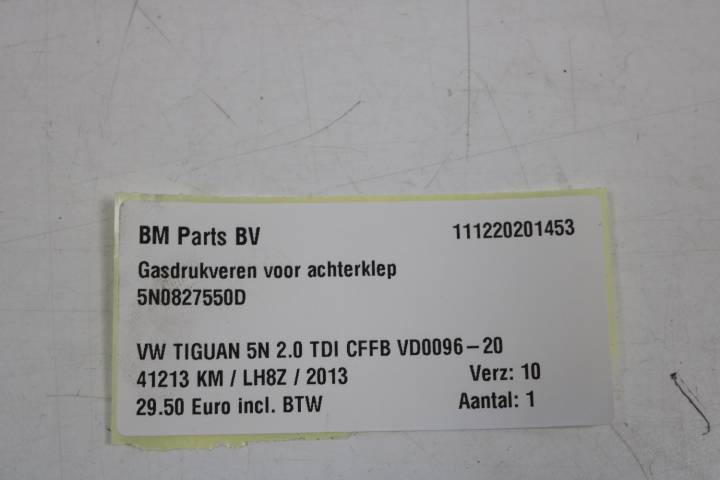 BM Parts BV 111220201453
Gasdrukveren voor achterklep
5N0827550D
VW TIGUAN 5N 2.0 TDI CFFB VD0096-20
41213 KM / LH8Z / 2013 Verz: 10
29.50 Euro incl. BTW Aantal: 1